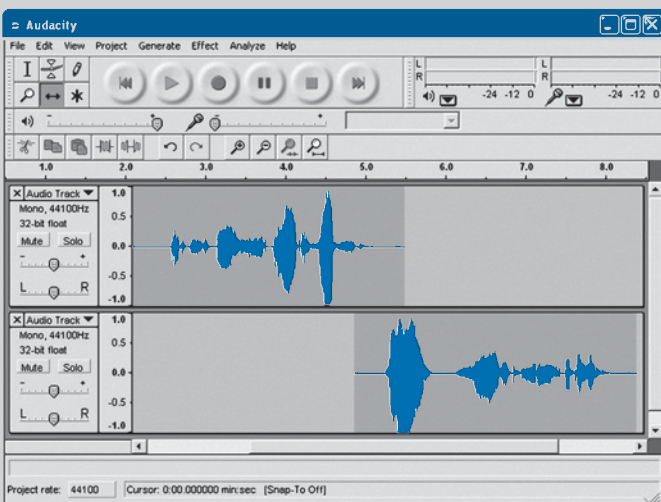 Audacity
File Edit View Project Generate Effect Analyze Help
L
R
-24 -12 0
L
R
-24 -12 0
1.0 2.0 3.0 4.0 5.0 6.0 7.0 8.0
X Audio Track
Mono, 44100Hz
32-bit float
Mute Solo
- +
L R
1.0
0.5
0.0
-0.5
-1.0
X Audio Track
Mono, 44100Hz
32-bit float
Mute Solo
- +
L R
1.0
0.5
0.0
-0.5
-1.0
Project rate: 44100 Cursor: 0:00.000000 min:sec [Snap-To Off]